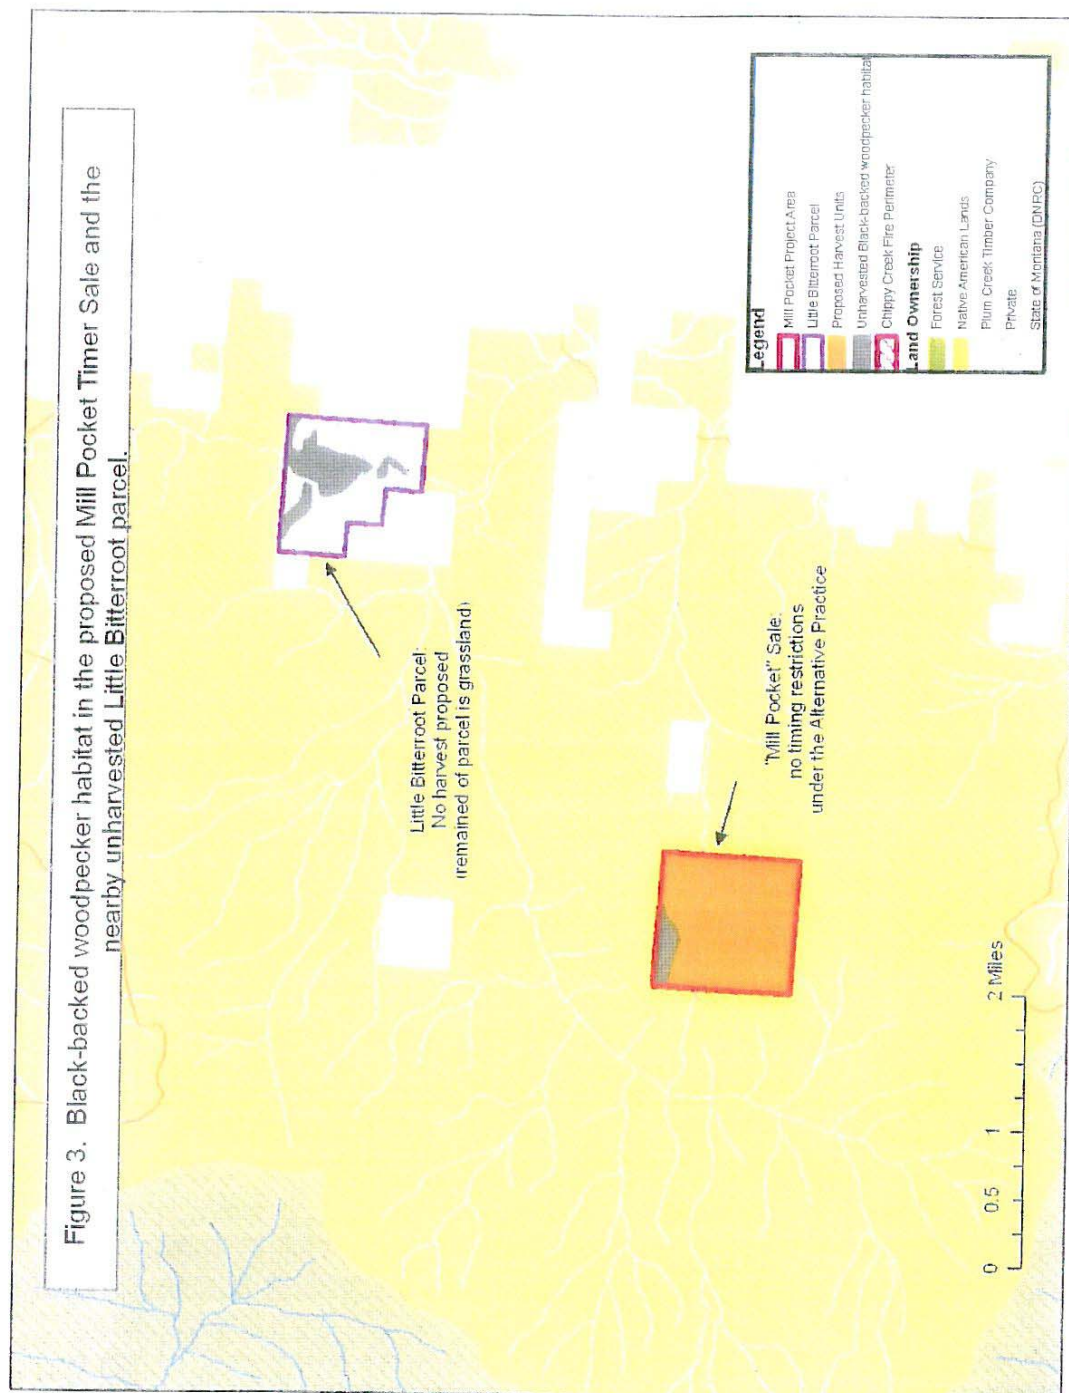 Figure 3. Black-backed woodpecker habitat in the proposed Mill Pocket Timer Sale and the
nearby unharvested Little Bitterroot parcel.
Little Bitterroot Parcel:
No harvest proposed
(remained of parcel is grassland)
"Mill Pocket" Sale:
no timing restrictions
under the Alternative Practice
0 0.5 1 2 Miles
Legend
Mill Pocket Project Area
Little Bitterroot Parcel
Proposed Harvest Units
Unharvested Black-backed woodpecker habitat
Chippy Creek Fire Perimeter
Land Ownership
Forest Service
Native American Lands
Plum Creek Timber Company
Private
State of Montana (DNRC)